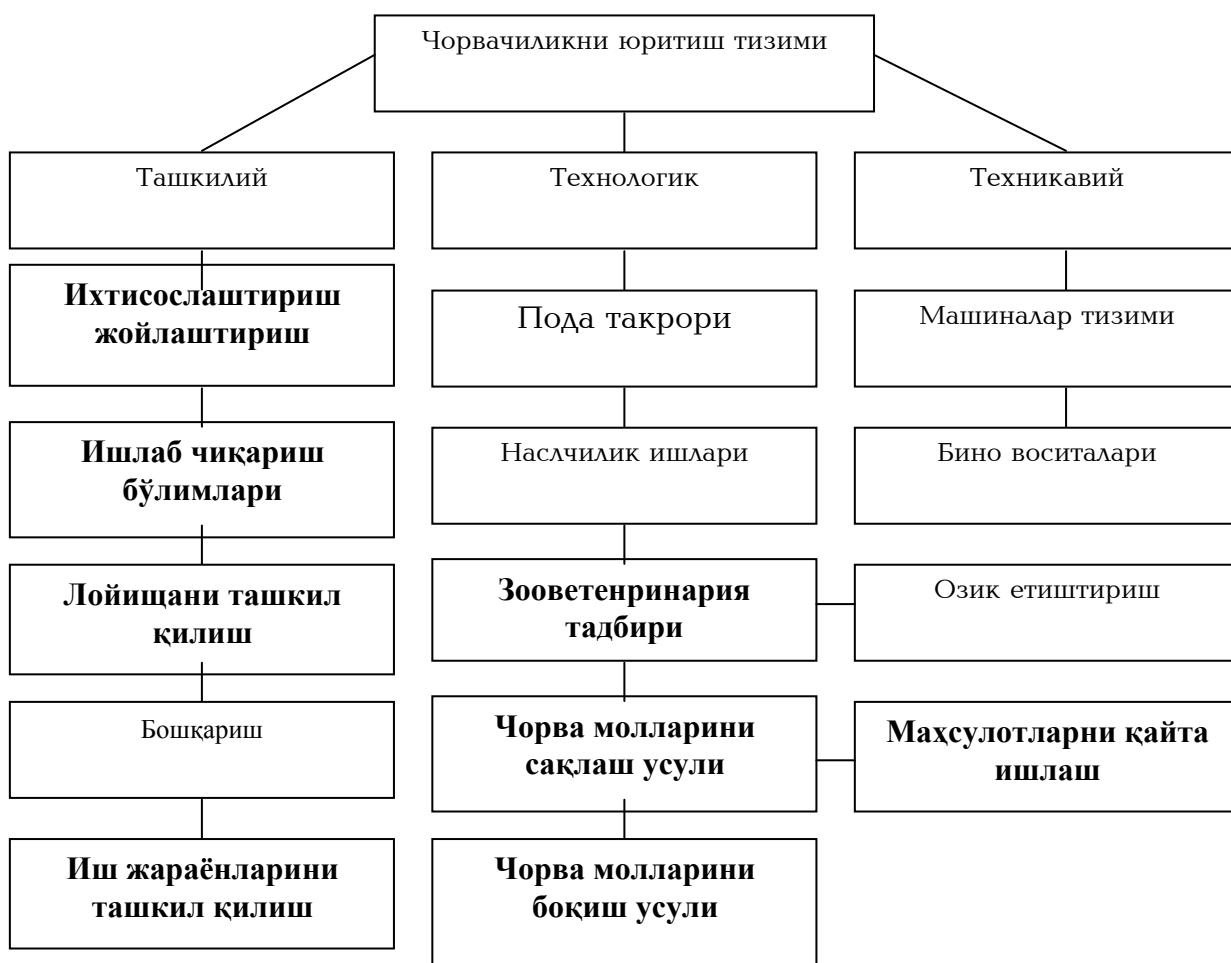 Чорвачиликни юритиш тизими
Ташкилий
Технологик
Техникавий
Ихтисослаштириш
жойлаштириш
Пода такрори
Машиналар тизими
Ишлаб чиқариш
бўлимлари
Наслчилик ишлари
Бино воситалари
Лойищани ташкил
қилиш
Зооветенринария
тадбири
Озик етиштириш
Бошқариш
Чорва молларини
сақлаш усули
Маҳсулотларни қайта
ишлаш
Иш жараёнларини
ташкил қилиш
Чорва молларини
боқиш усули